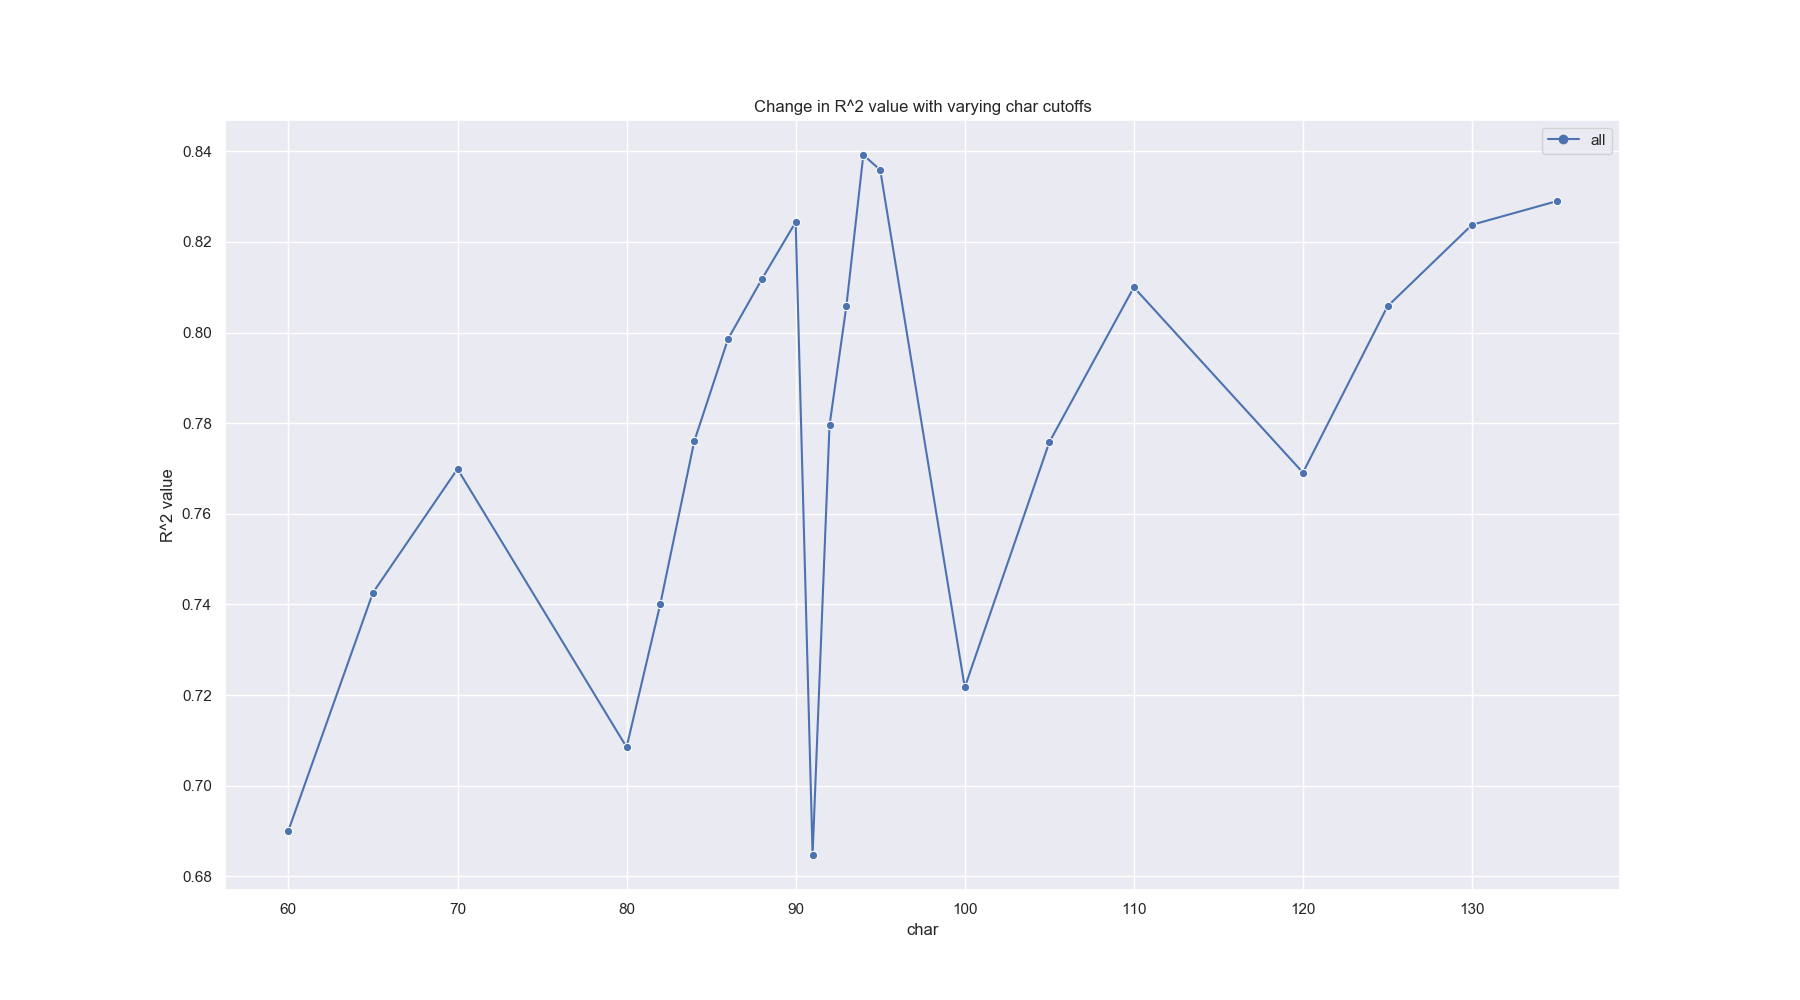 Change in R^2 value with varying char cutoffs
all
0.84
0.82
0.80
0.78
0.76
0.74
0.72
0.70
0.68
R^2 value
60 70 80 90 100 110 120 130
char